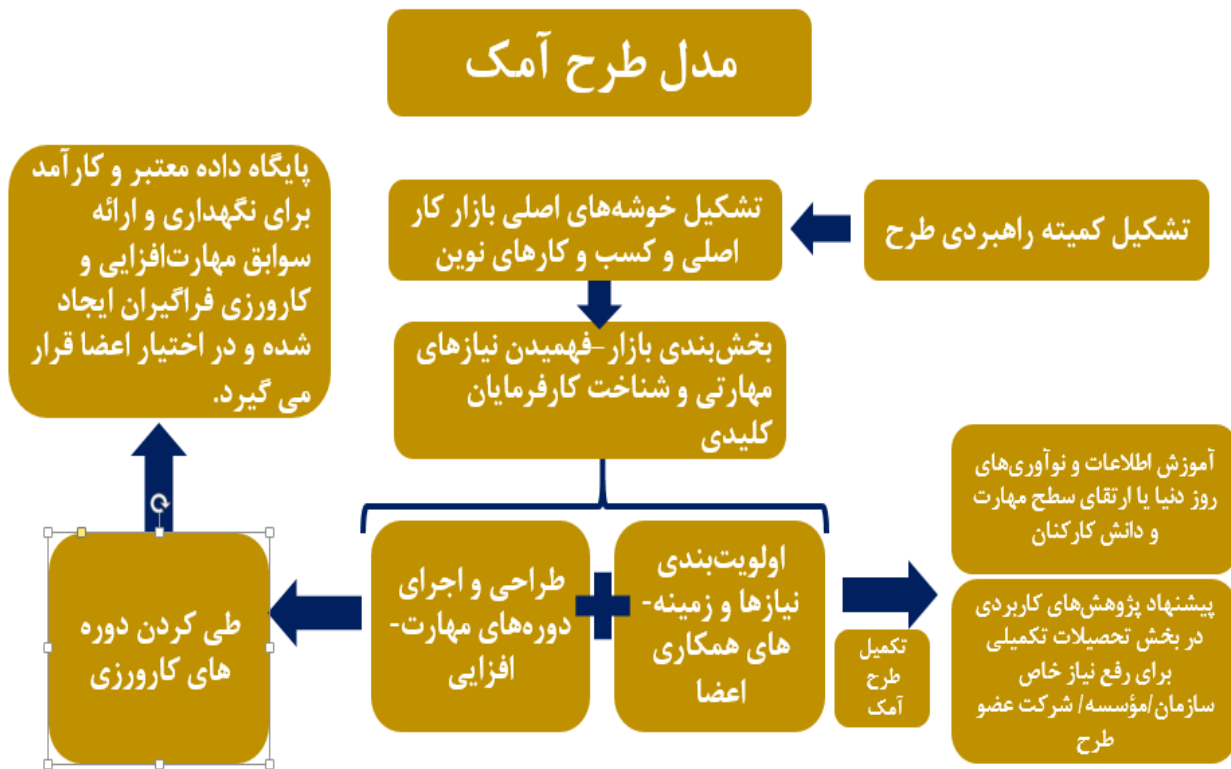 مدل طرح آمک
تشکیل کمیته راهبردی طرح
تشکیل خوشه‌های اصلی بازار کار
اصلی و کسب و کارهای نوین
بخش‌بندی بازار–فهمیدن نیازهای
مهارتی و شناخت کارفرمایان
کلیدی
اولویت‌بندی
نیازها و زمینه-
های همکاری
اعضا
طراحی و اجرای
دوره‌های مهارت-
افزایی
طی کردن دوره
های کارورزی
پایگاه داده معتبر و کارآمد
برای نگهداری و ارائه
سوابق مهارت‌افزایی و
کارورزی فراگیران ایجاد
شده و در اختیار اعضا قرار
می گیرد.
تکمیل
طرح
آمک
آموزش اطلاعات و نوآوری‌های
روز دنیا یا ارتقای سطح مهارت
و دانش کارکنان
پیشنهاد پژوهش‌های کاربردی
در بخش تحصیلات تکمیلی
برای رفع نیاز خاص
سازمان/مؤسسه/ شرکت عضو
طرح